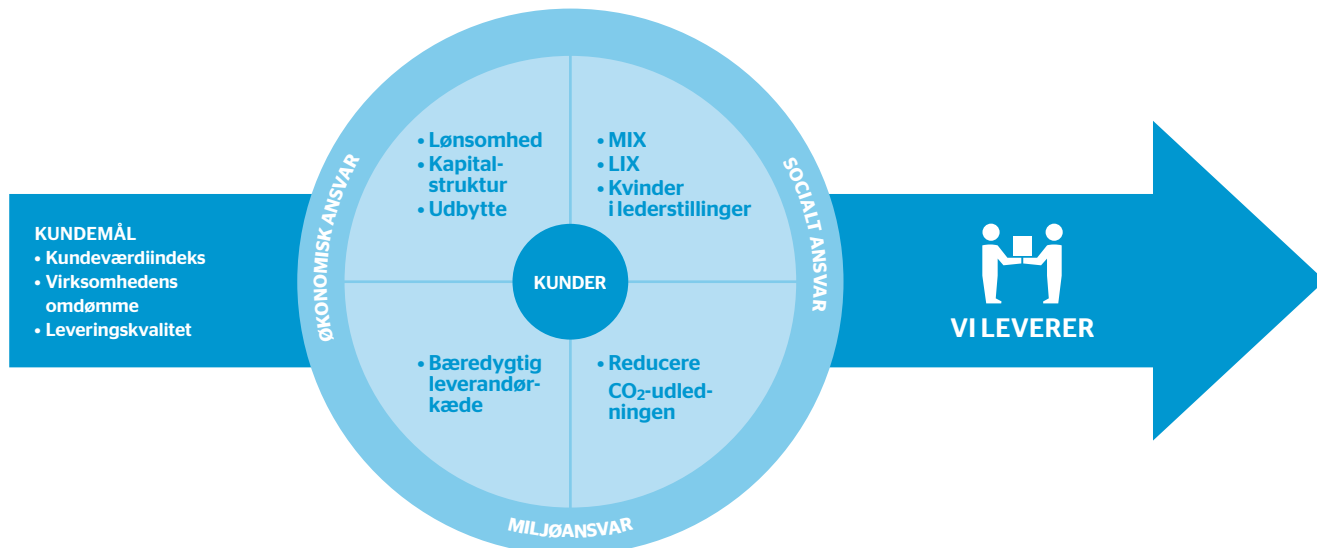 KUNDEMÅL
• Kundeværdiindeks
• Virksomhedens
omdømme
• Leveringskvalitet
ØKONOMISK ANSVAR
• Lønsomhed
• Kapital-
struktur
• Udbytte
• MIX
• LIX
• Kvinder
i lederstillinger
SOCIALT ANSVAR
KUNDER
• Bæredygtig
leverandør-
kæde
• Reducere
CO2-udled-
ningen
MILJØANSVAR
VI LEVERER